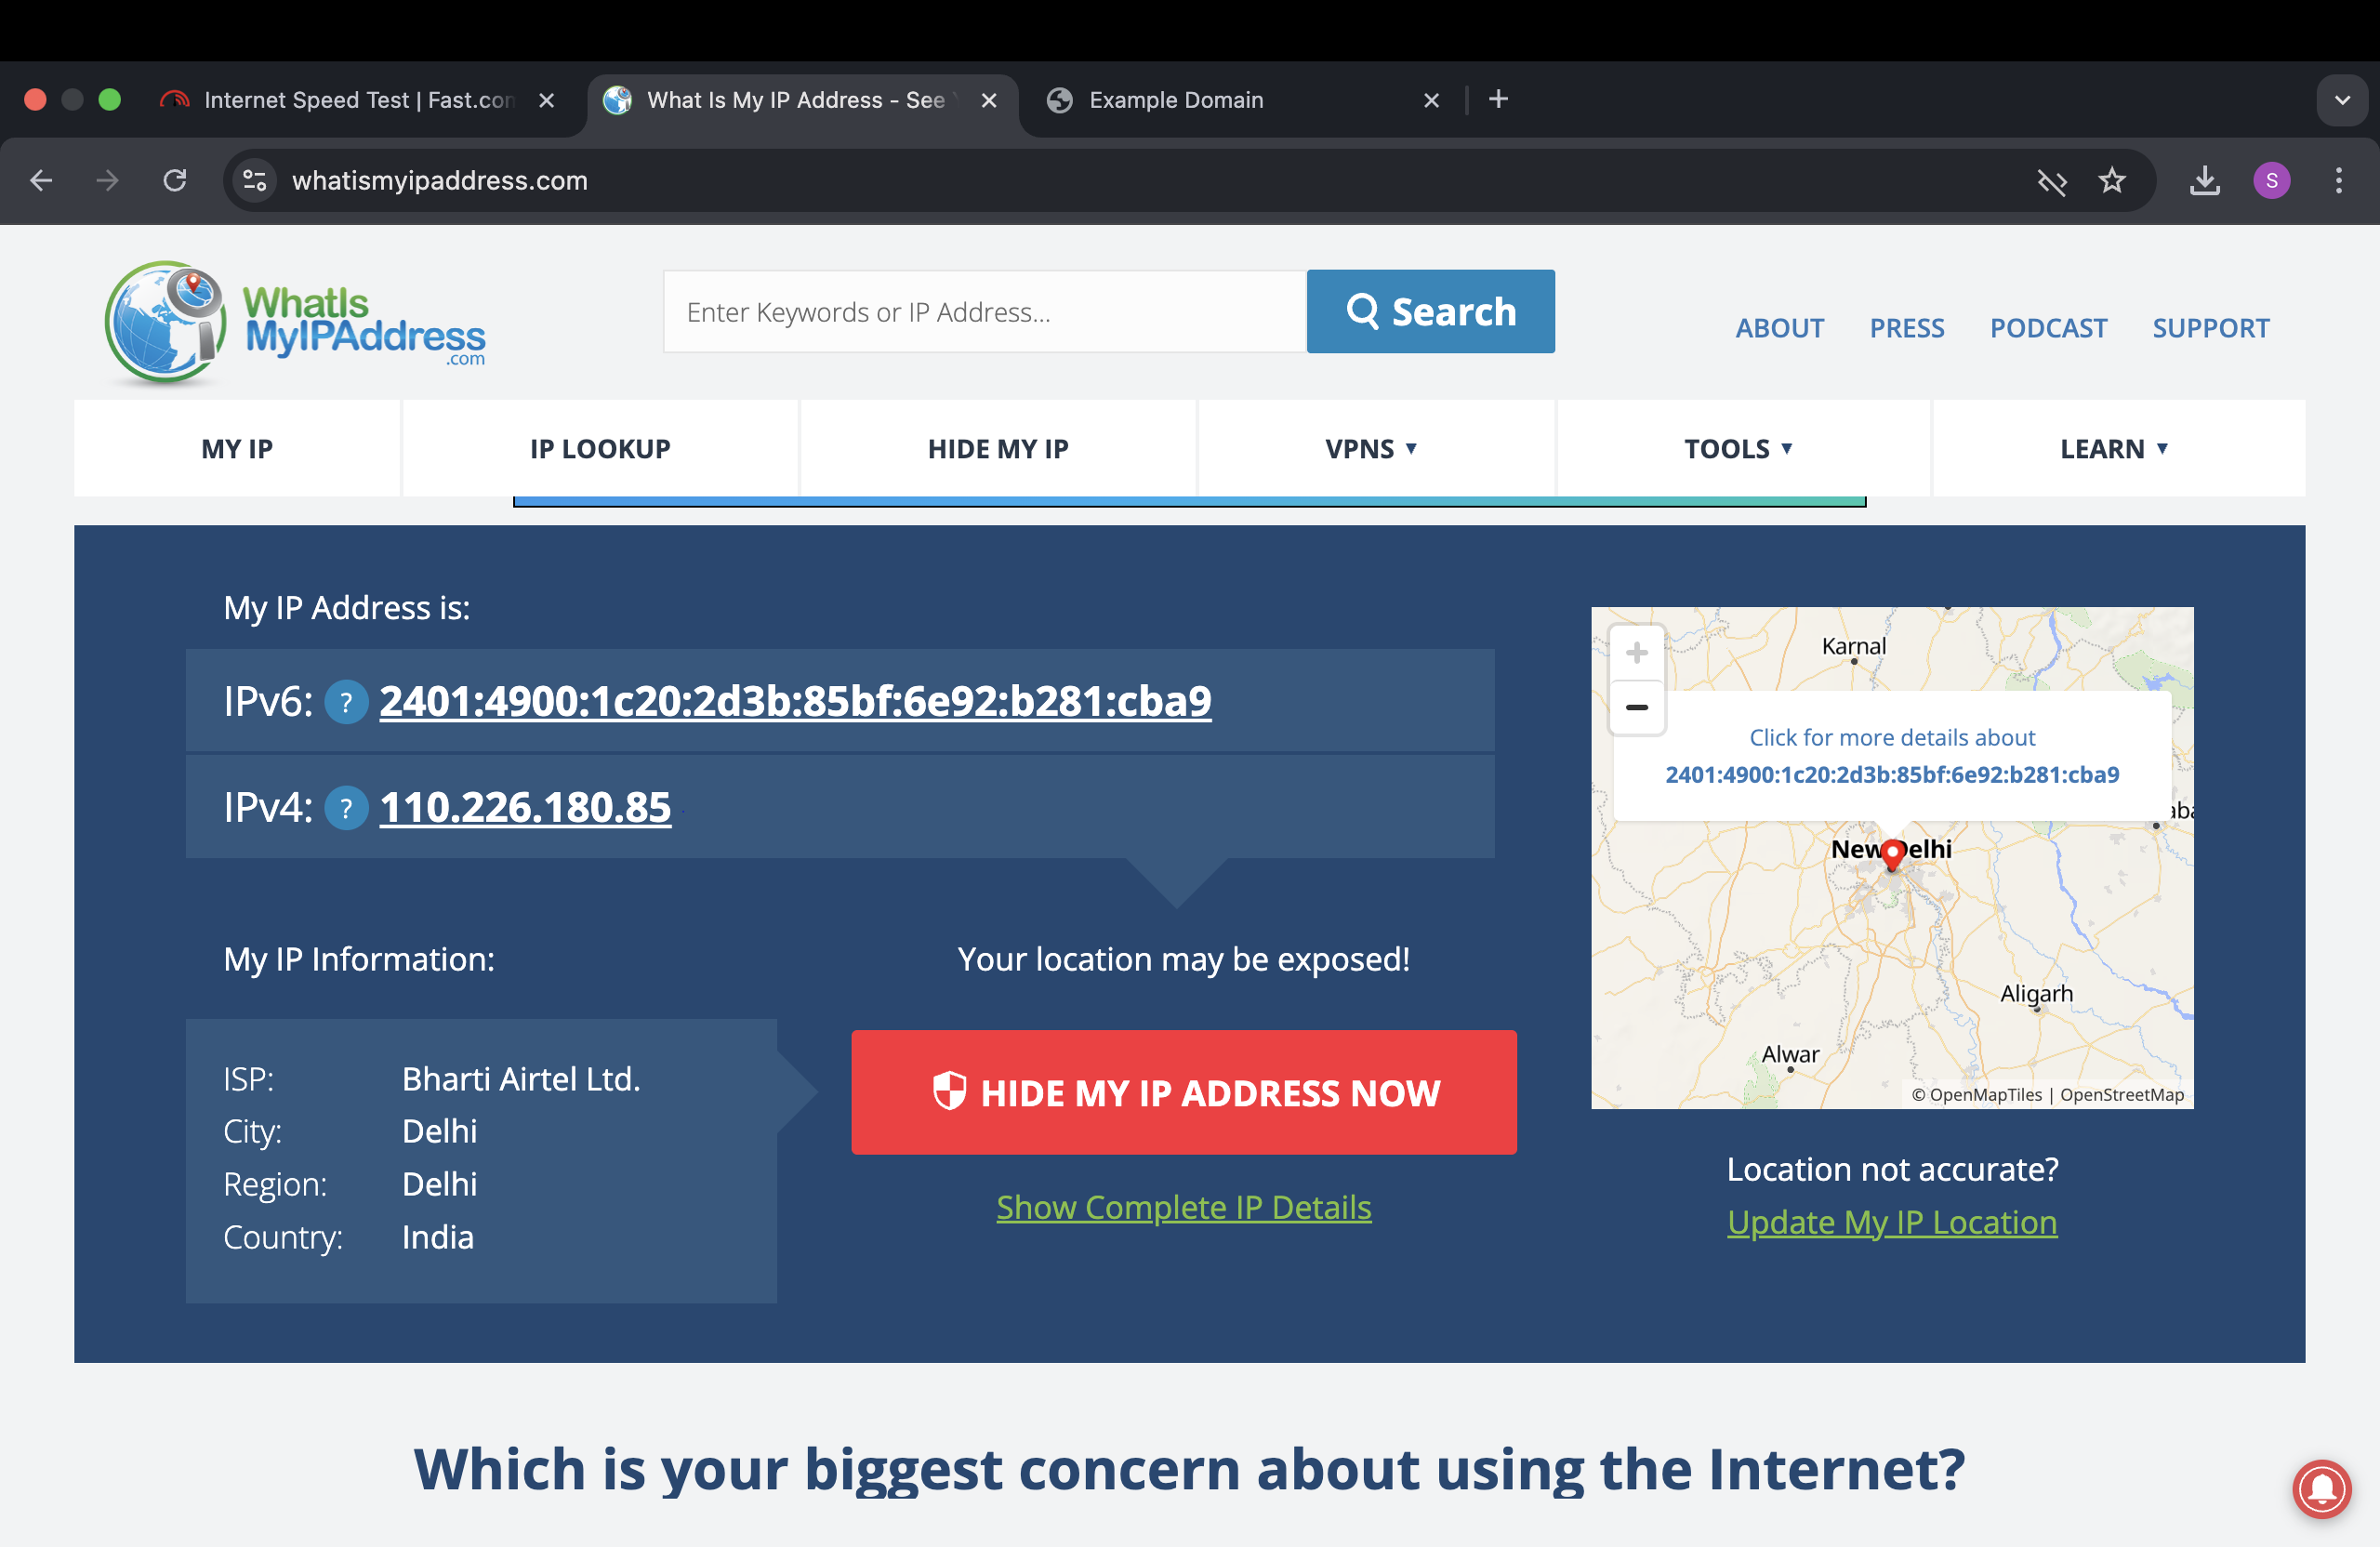 Internet Speed Test | Fast.com
What Is My IP Address - See
Example Domain
whatismyipaddress.com
S
WhatIs
MyIPAddress
.com
Enter Keywords or IP Address...
Search
ABOUT
PRESS
PODCAST
SUPPORT
MY IP
IP LOOKUP
HIDE MY IP
VPNS
TOOLS
LEARN
My IP Address is:
IPv6: ? 2401:4900:1c20:2d3b:85bf:6e92:b281:cba9
IPv4: ? 110.226.180.85
My IP Information:
ISP: Bharti Airtel Ltd.
City: Delhi
Region: Delhi
Country: India
Your location may be exposed!
HIDE MY IP ADDRESS NOW
Show Complete IP Details
+
−
Karnal
Click for more details about
2401:4900:1c20:2d3b:85bf:6e92:b281:cba9
New Delhi
Aligarh
Alwar
© OpenMapTiles | OpenStreetMap
Location not accurate?
Update My IP Location
Which is your biggest concern about using the Internet?